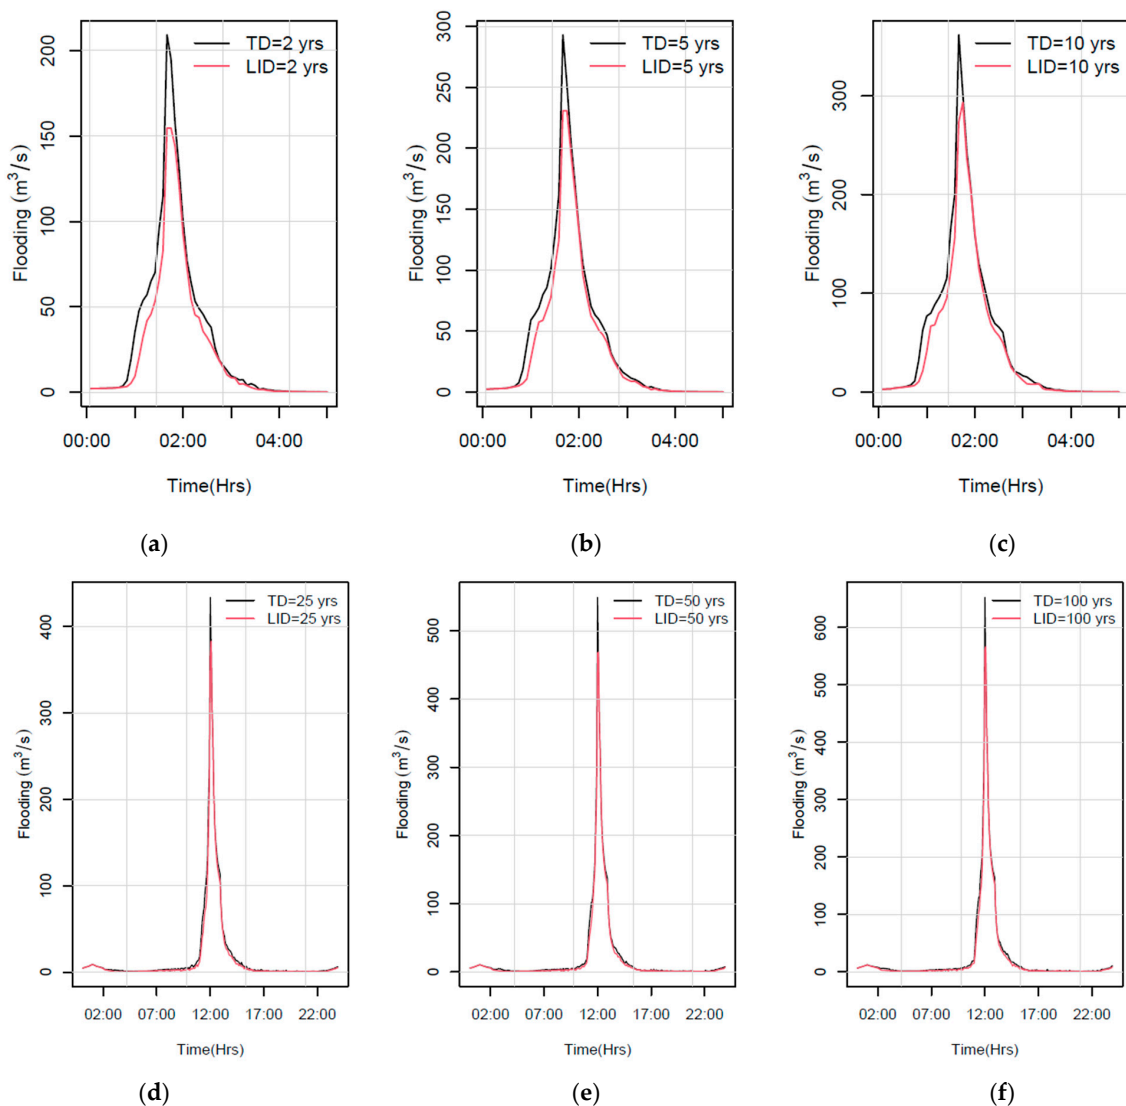 TD=2 yrs
LID=2 yrs
Flooding (m³/s)
0
50
100
150
200
00:00
02:00
04:00
Time(Hrs)
(a)
TD=5 yrs
LID=5 yrs
Flooding (m³/s)
0
50
100
150
200
250
300
00:00
02:00
04:00
Time(Hrs)
(b)
TD=10 yrs
LID=10 yrs
Flooding (m³/s)
0
100
200
300
00:00
02:00
04:00
Time(Hrs)
(c)
TD=25 yrs
LID=25 yrs
Flooding (m³/s)
0
100
200
300
400
02:00
07:00
12:00
17:00
22:00
Time(Hrs)
(d)
TD=50 yrs
LID=50 yrs
Flooding (m³/s)
0
100
200
300
400
500
02:00
07:00
12:00
17:00
22:00
Time(Hrs)
(e)
TD=100 yrs
LID=100 yrs
Flooding (m³/s)
0
100
200
300
400
500
600
02:00
07:00
12:00
17:00
22:00
Time(Hrs)
(f)